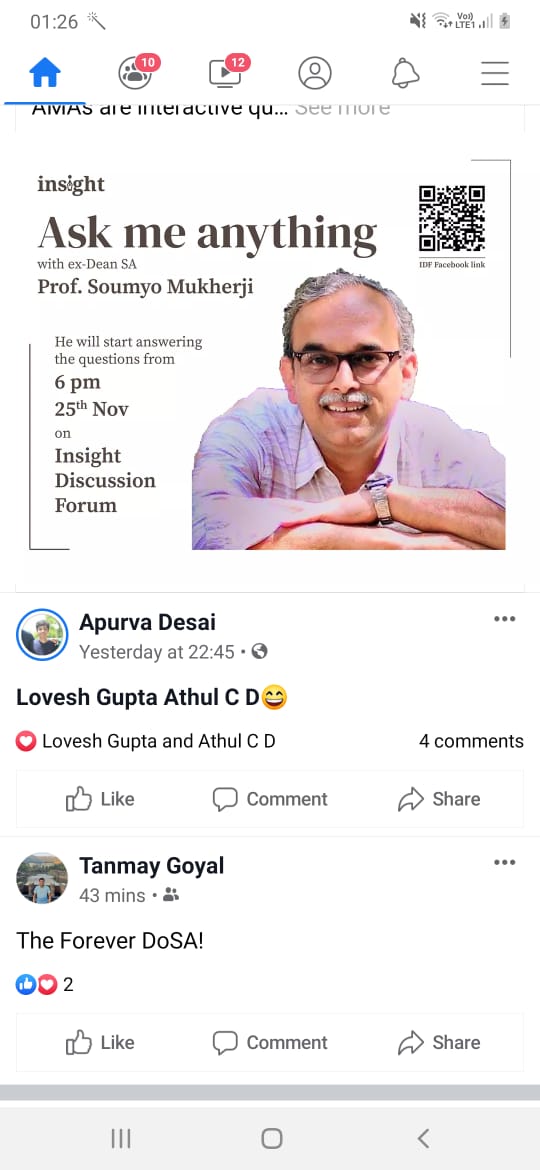 01:26
Vo))
LTE1
10
12
AMAs are interactive qu... See more
insight
Ask me anything
with ex-Dean SA
Prof. Soumyo Mukherji
IDF Facebook link
He will start answering
the questions from
6 pm
25th Nov
on
Insight
Discussion
Forum
Apurva Desai
Yesterday at 22:45 •
Lovesh Gupta Athul C D😄
Lovesh Gupta and Athul C D 4 comments
Like Comment Share
Tanmay Goyal
43 mins •
The Forever DoSA!
2
Like Comment Share